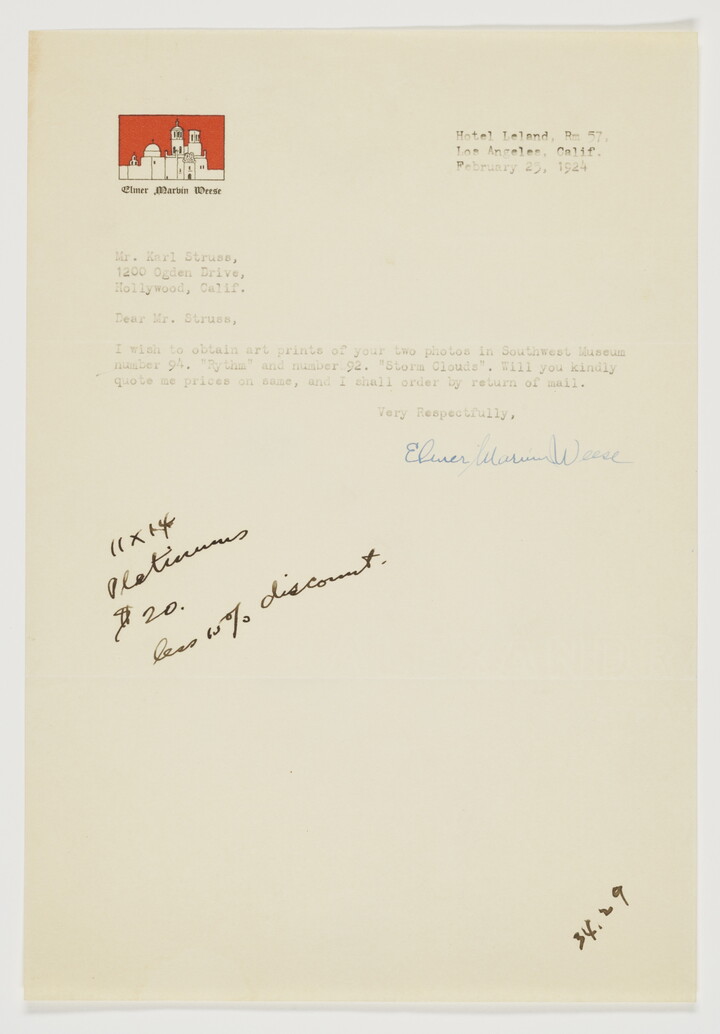 Elmer Marvin Weese
Hotel Leland, Rm 57.
Los Angeles, Calif.
February 25, 1924
Mr. Karl Struss,
1200 Ogden Drive,
Hollywood, Calif.
Dear Mr. Struss,
I wish to obtain art prints of your two photos in Southwest Museum
number 94. "Rythm" and number 92. "Storm Clouds". Will you kindly
quote me prices on same, and I shall order by return of mail.
Very Respectfully,
Elmer Marvin Weese
11 x 14
Platinums
$ 20.
less 10% discount.
34.29